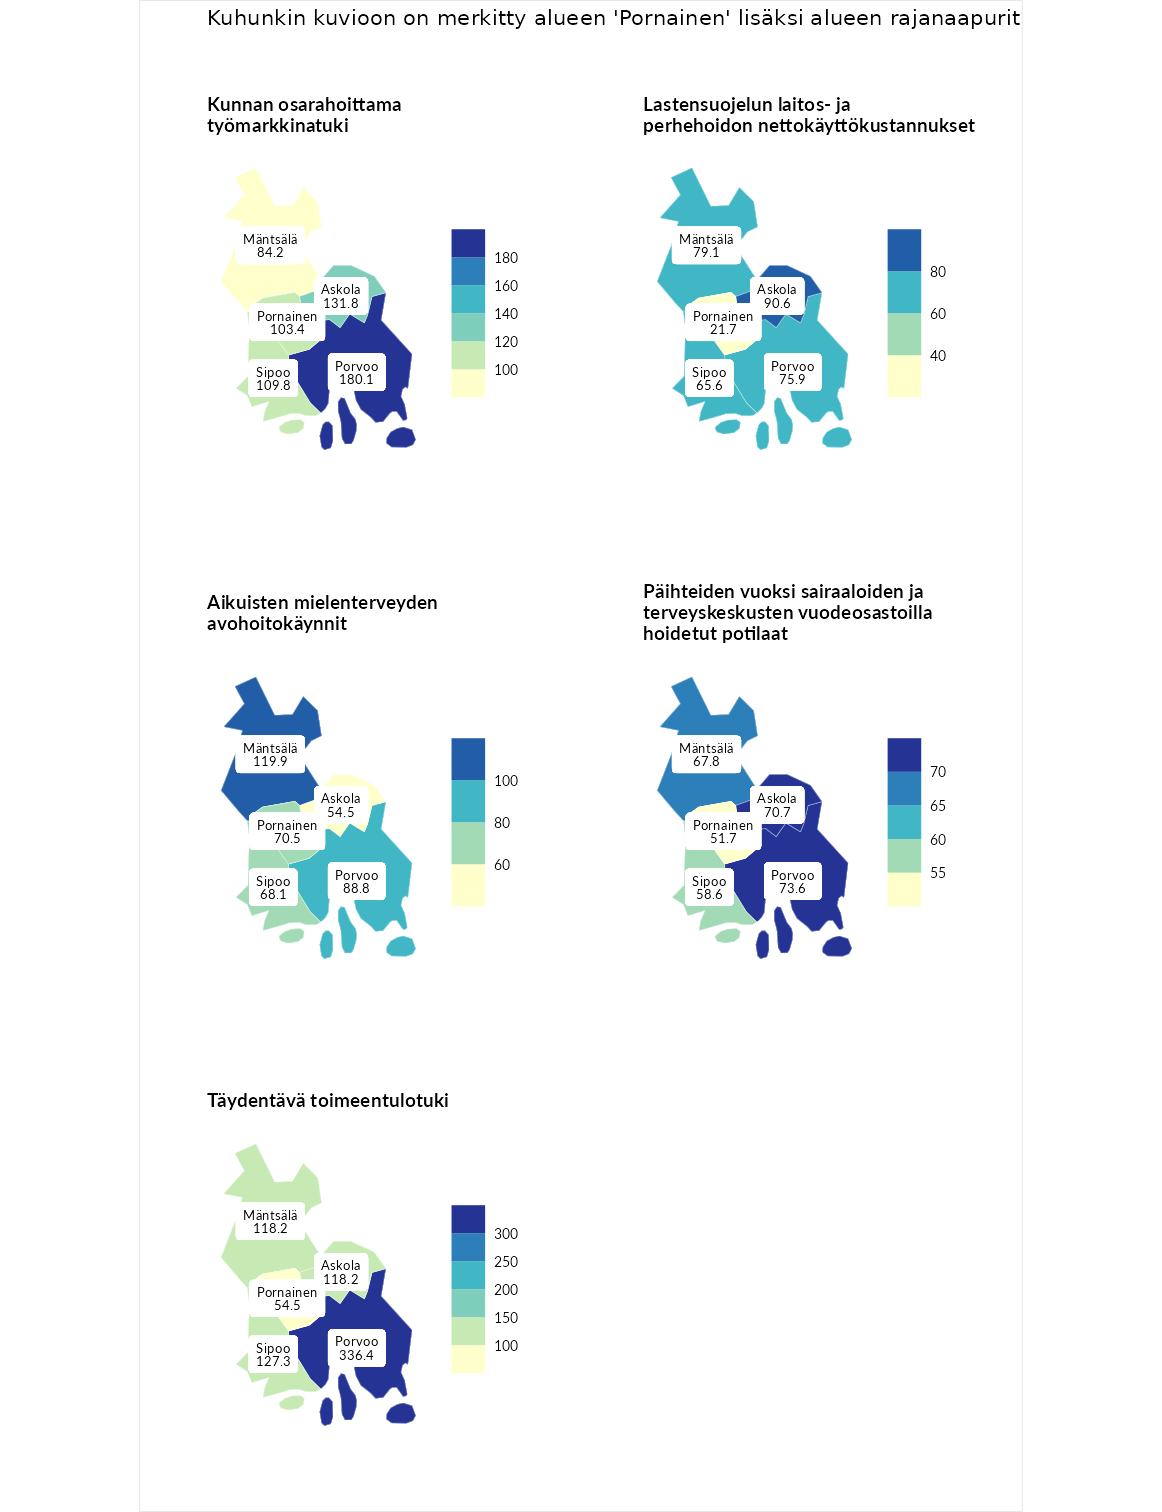 Kuhunkin kuvioon on merkitty alueen 'Pornainen' lisäksi alueen rajanaapurit
Kunnan osarahoittama
työmarkkinatuki
Mäntsälä
84.2
Askola
131.8
Pornainen
103.4
Porvoo
180.1
Sipoo
109.8
180
160
140
120
100
Lastensuojelun laitos- ja
perhehoidon nettokäyttökustannukset
Mäntsälä
79.1
Askola
90.6
Pornainen
21.7
Porvoo
75.9
Sipoo
65.6
80
60
40
Aikuisten mielenterveyden
avohoitokäynnit
Mäntsälä
119.9
Askola
54.5
Pornainen
70.5
Porvoo
88.8
Sipoo
68.1
100
80
60
Päihteiden vuoksi sairaaloiden ja
terveyskeskusten vuodeosastoilla
hoidetut potilaat
Mäntsälä
67.8
Askola
70.7
Pornainen
51.7
Porvoo
73.6
Sipoo
58.6
70
65
60
55
Täydentävä toimeentulotuki
Mäntsälä
118.2
Askola
118.2
Pornainen
54.5
Porvoo
336.4
Sipoo
127.3
300
250
200
150
100